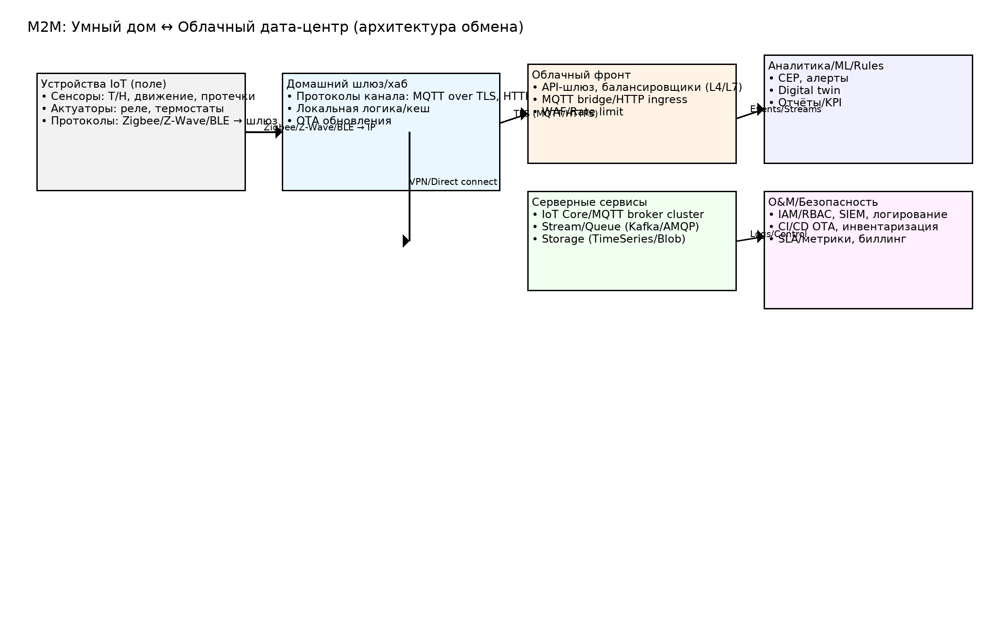 M2M: Умный дом ↔ Облачный дата-центр (архитектура обмена)
Устройства IoT (поле)
• Сенсоры: T/H, движение, протечки
• Актуаторы: реле, термостаты
• Протоколы: Zigbee/Z-Wave/BLE → шлюз
Zigbee/Z-Wave/BLE → IP
Домашний шлюз/хаб
• Протоколы канала: MQTT over TLS,
• Локальная логика/кеш
• OTA обновления
VPN/Direct connect
TLS (MQTT/HTTPS)
Облачный фронт
• API-шлюз, балансировщики (L4/L7)
• MQTT bridge/HTTP ingress
• WAF/Rate limit
Events/Streams
Аналитика/ML/Rules
• CEP, алерты
• Digital twin
• Отчёты/KPI
Серверные сервисы
• IoT Core/MQTT broker cluster
• Stream/Queue (Kafka/AMQP)
• Storage (TimeSeries/Blob)
Logs/Control
O&M/Безопасность
• IAM/RBAC, SIEM, логирование
• CI/CD OTA, инвентаризация
• SLA/метрики, биллинг